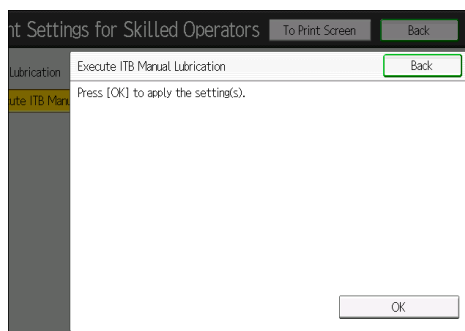 nt Settings for Skilled Operators To Print Screen Back
Lubrication Execute ITB Manual Lubrication Back
ute ITB Manu Press [OK] to apply the setting(s).
OK